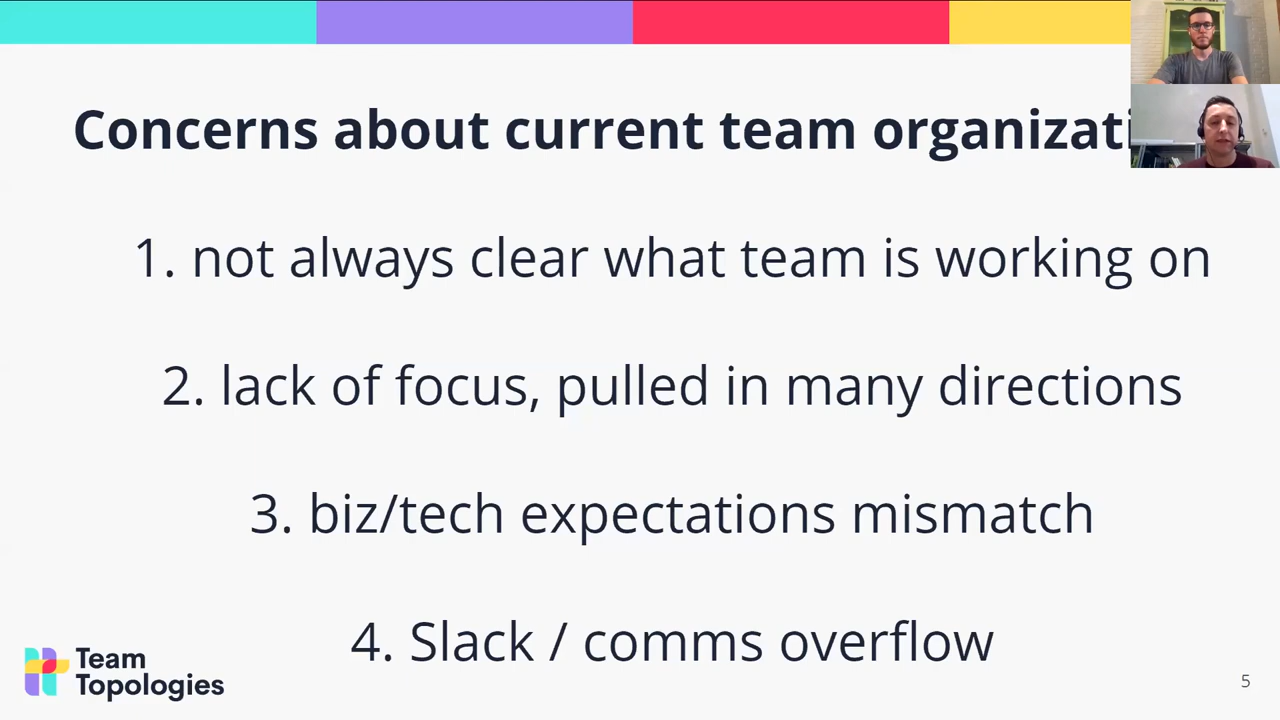 Concerns about current team organizati
1. not always clear what team is working on
2. lack of focus, pulled in many directions
3. biz/tech expectations mismatch
4. Slack / comms overflow
Team
Topologies
5